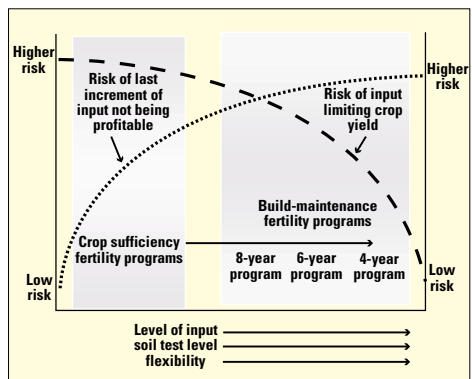 Higher
risk
Risk of last
increment of
input not being
profitable
Higher
risk
Risk of input
limiting crop
yield
Build-maintenance
fertility programs
Crop sufficiency
fertility programs
8-year
program
6-year
program
4-year
program
Low
risk
Low
risk
Level of input
soil test level
flexibility